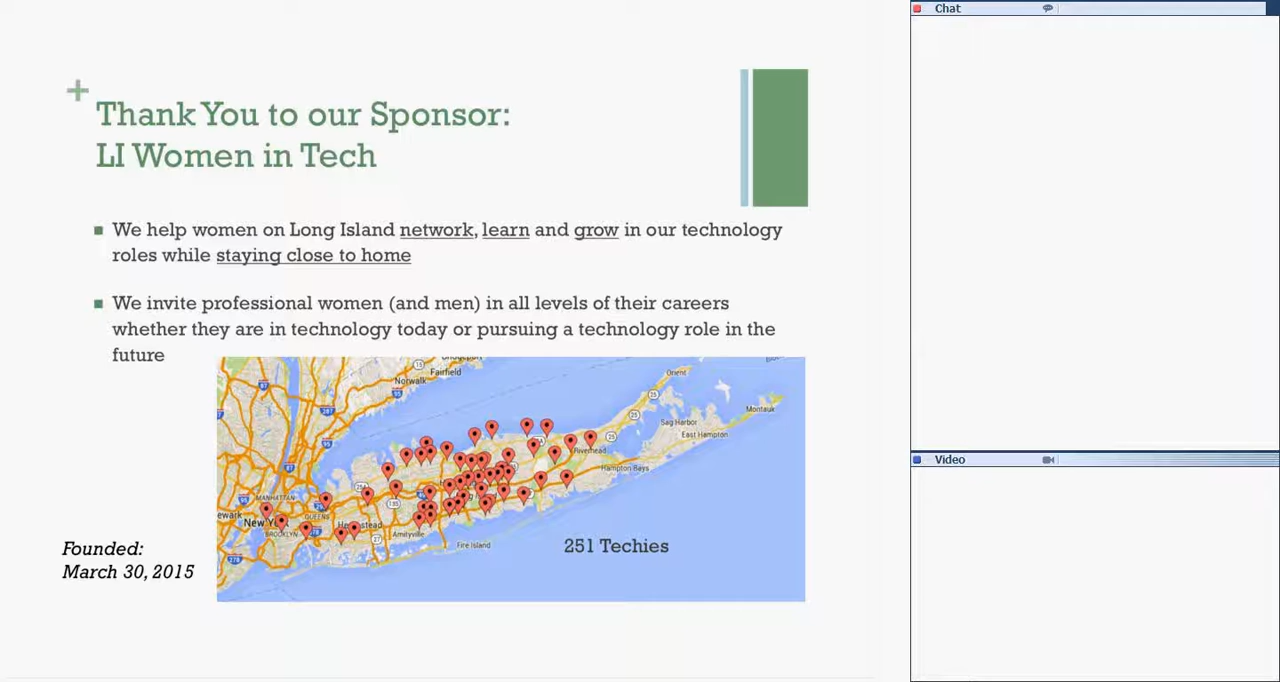 Chat
+
Thank You to our Sponsor:
LI Women in Tech
We help women on Long Island network, learn and grow in our technology
roles while staying close to home
We invite professional women (and men) in all levels of their careers
whether they are in technology today or pursuing a technology role in the
future
Fairfield
Norwalk
Orient
Montauk
Sag Harbor
East Hampton
Riverhead
Hampton Bays
MANHATTAN
QUEENS
BROOKLYN
Amityville
Fire Island
251 Techies
Founded:
March 30, 2015
Video